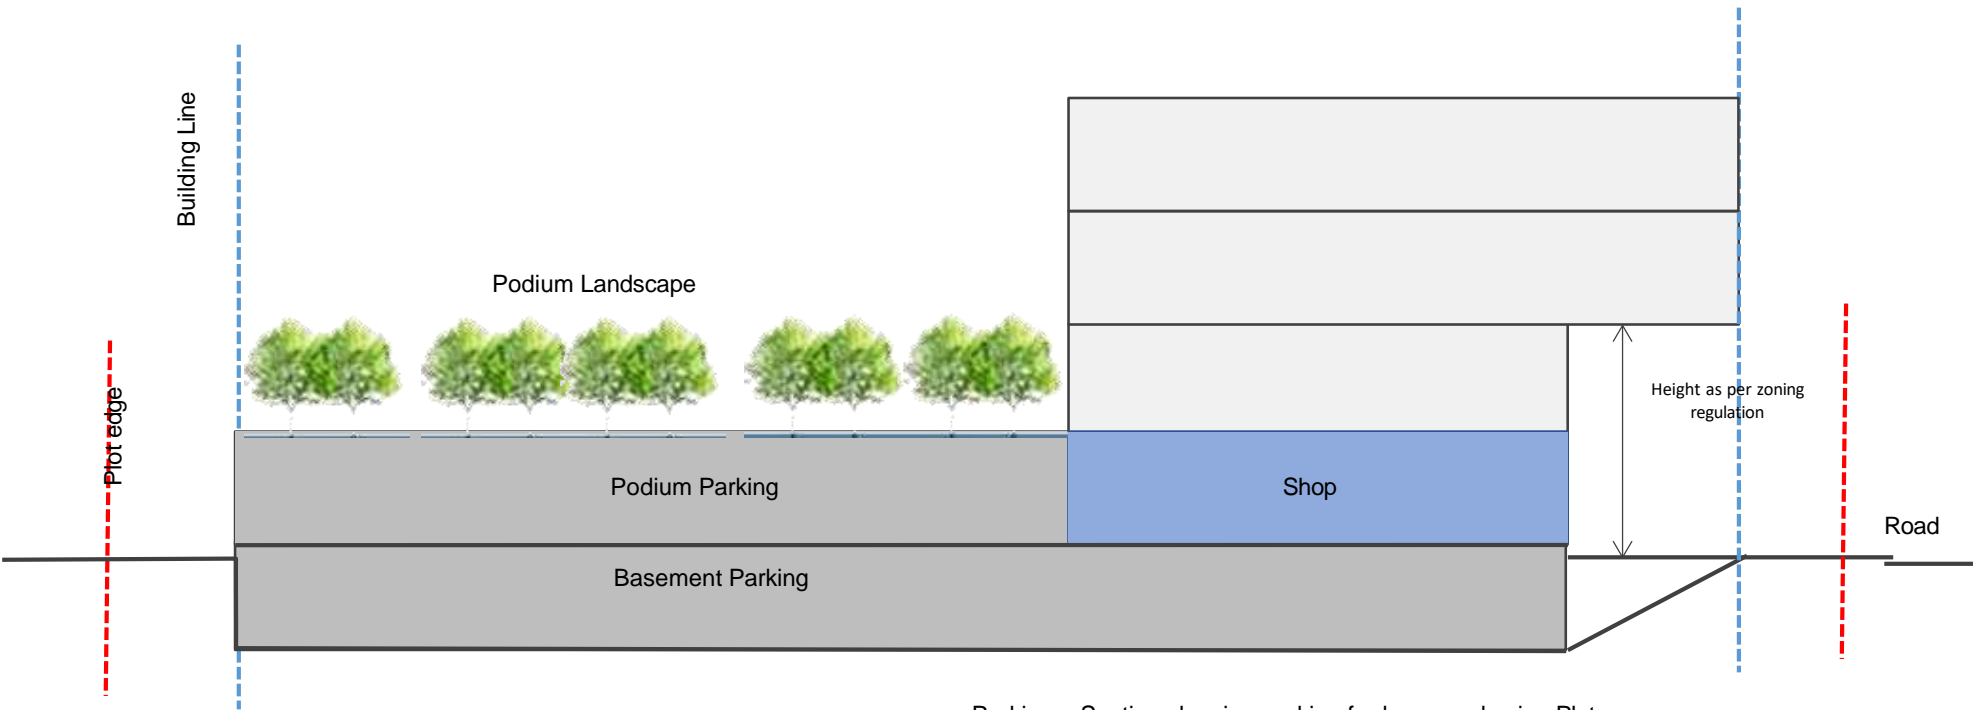 Building Line
Podium Landscape
Plot edge
Height as per zoning
regulation
Podium Parking
Shop
Road
Basement Parking